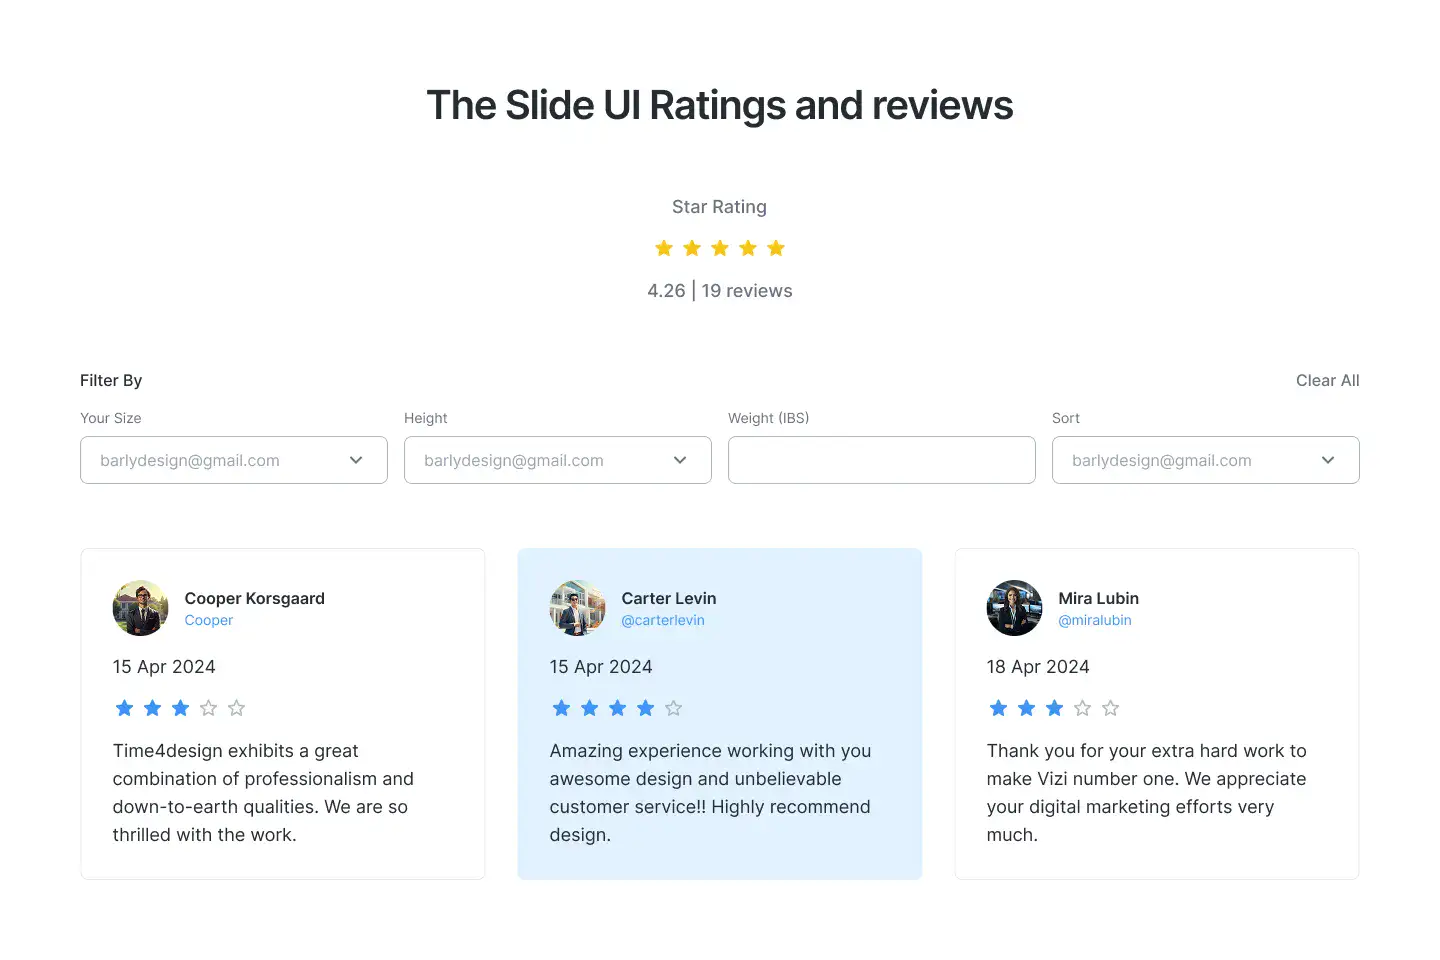 The Slide UI Ratings and reviews
Star Rating
4.26 | 19 reviews
Filter By
Clear All
Your Size
Height
Weight (IBS)
Sort
barlydesign@gmail.com
barlydesign@gmail.com
barlydesign@gmail.com
Cooper Korsgaard
Cooper
15 Apr 2024
Time4design exhibits a great
combination of professionalism and
down-to-earth qualities. We are so
thrilled with the work.
Carter Levin
@carterlevin
15 Apr 2024
Amazing experience working with you
awesome design and unbelievable
customer service!! Highly recommend
design.
Mira Lubin
@miralubin
18 Apr 2024
Thank you for your extra hard work to
make Vizi number one. We appreciate
your digital marketing efforts very
much.